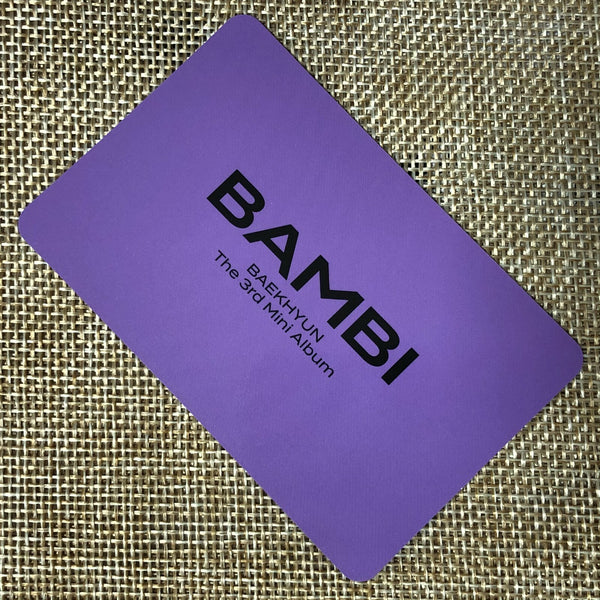 BAMBI
BAEKHYUN
The 3rd Mini Album